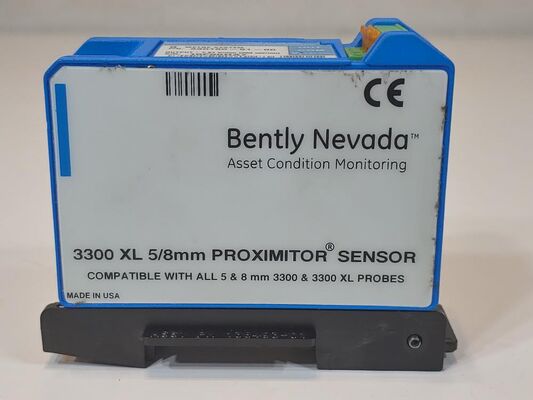 CE
Bently Nevada™
Asset Condition Monitoring
3300 XL 5/8mm PROXIMITOR® SENSOR
COMPATIBLE WITH ALL 5 & 8 mm 3300 & 3300 XL PROBES
MADE IN USA